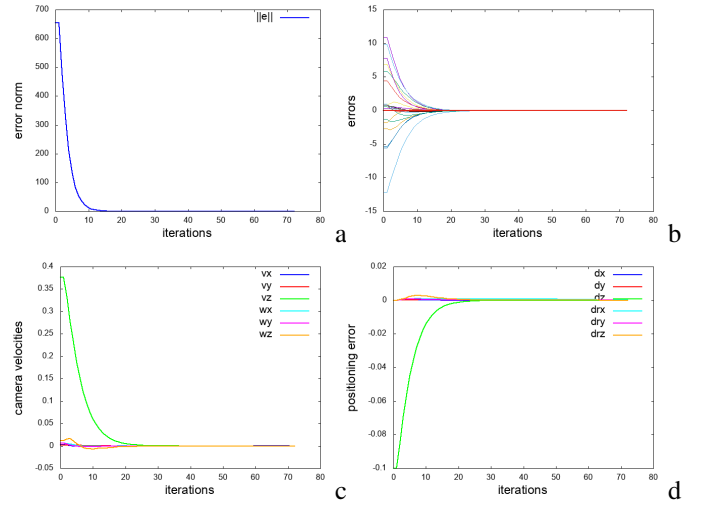 700
600
500
400
300
200
100
0
0 10 20 30 40 50 60 70 80
error norm
iterations
||e||
a
15
10
5
0
-5
-10
-15
0 10 20 30 40 50 60 70 80
errors
iterations
b
0.4
0.35
0.3
0.25
0.2
0.15
0.1
0.05
0
-0.05
0 10 20 30 40 50 60 70 80
camera velocities
iterations
vx
vy
vz
wx
wy
wz
c
0.02
0
-0.02
-0.04
-0.06
-0.08
-0.1
0 10 20 30 40 50 60 70 80
positioning error
iterations
dx
dy
dz
drx
dry
drz
d